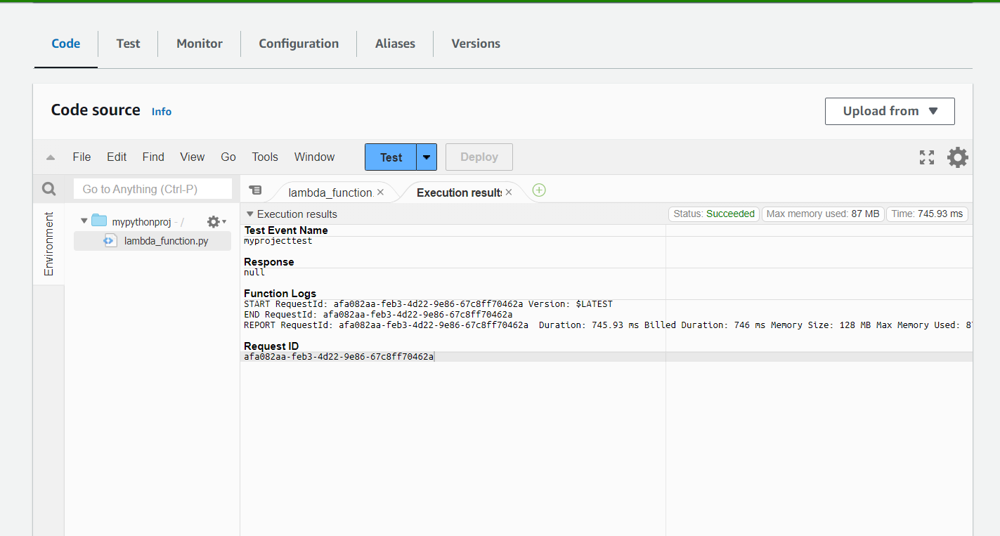 Code Test Monitor Configuration Aliases Versions
Code source Info
Upload from
File Edit Find View Go Tools Window Test Deploy
Go to Anything (Ctrl-P)
lambda_function. Execution results
Environment
mypythonproj - /
lambda_function.py
Execution results
Status: Succeeded Max memory used: 87 MB Time: 745.93 ms
Test Event Name
myprojecttest
Response
null
Function Logs
START RequestId: afa082aa-feb3-4d22-9e86-67c8ff70462a Version: $LATEST
END RequestId: afa082aa-feb3-4d22-9e86-67c8ff70462a
REPORT RequestId: afa082aa-feb3-4d22-9e86-67c8ff70462a Duration: 745.93 ms Billed Duration: 746 ms Memory Size: 128 MB Max Memory Used:
Request ID
afa082aa-feb3-4d22-9e86-67c8ff70462a